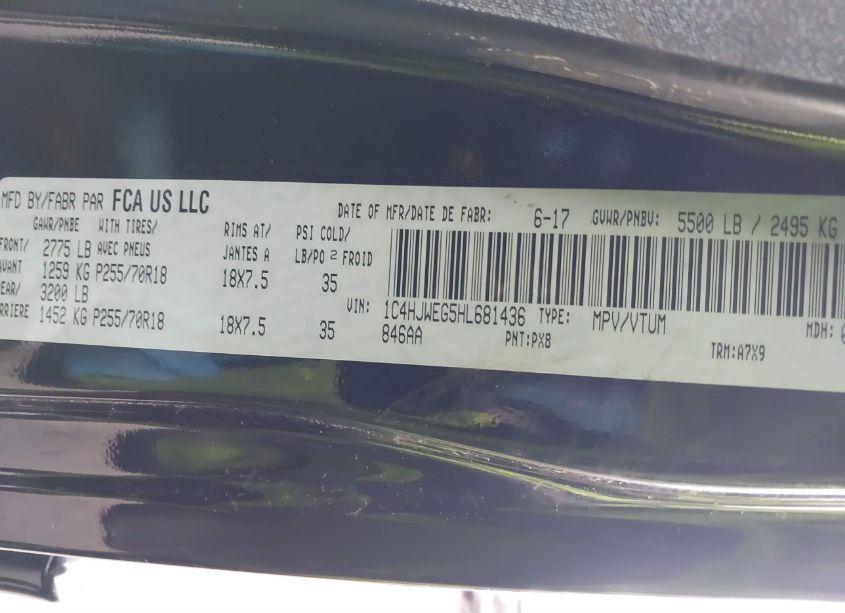 MFD BY/FABR PAR FCA US LLC
DATE OF MFR/DATE DE FABR: 6-17 GVWR/PNBV: 5500 LB / 2495 KG
GAWR/PNBE WITH TIRES/ RIMS AT/ PSI COLD/
FRONT/ 2775 LB AVEC PNEUS JANTES A LB/PO 2 FROID
1259 KG P255/70R18 18X7.5 35
3200 LB
1452 KG P255/70R18 18X7.5 35
VIN: 1C4HJWEG5HL681436 TYPE: MPV/VTUM MDH:
846AA PNT:PX8 TRM:A7X9